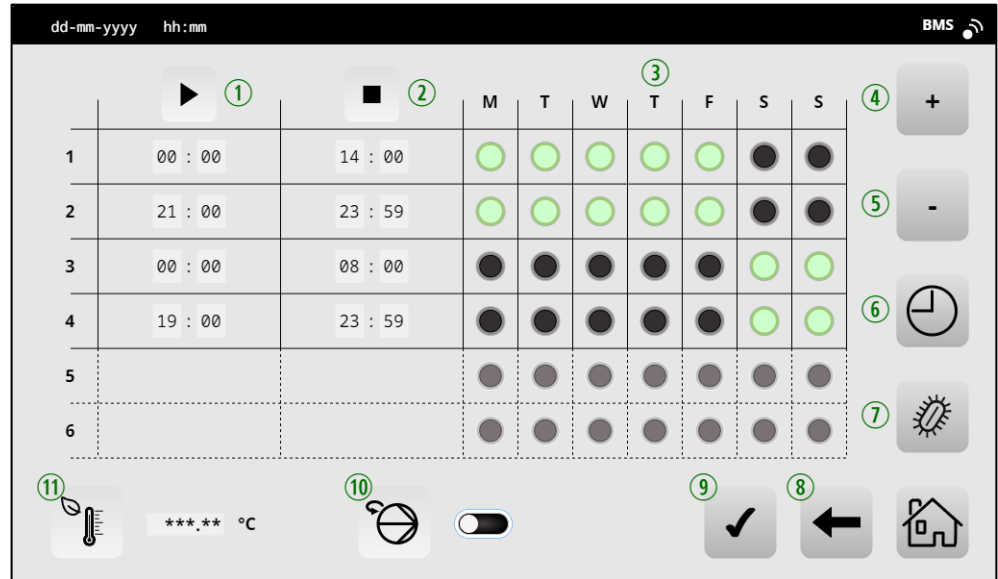 dd-mm-yyyy hh:mm BMS
① ② ③ ④ +
M T W T F S S
1 00 : 00 14 : 00
2 21 : 00 23 : 59 ⑤ -
3 00 : 00 08 : 00
4 19 : 00 23 : 59 ⑥
5
6 ⑦
⑪ ⑩ ⑨ ⑧
***.** °C